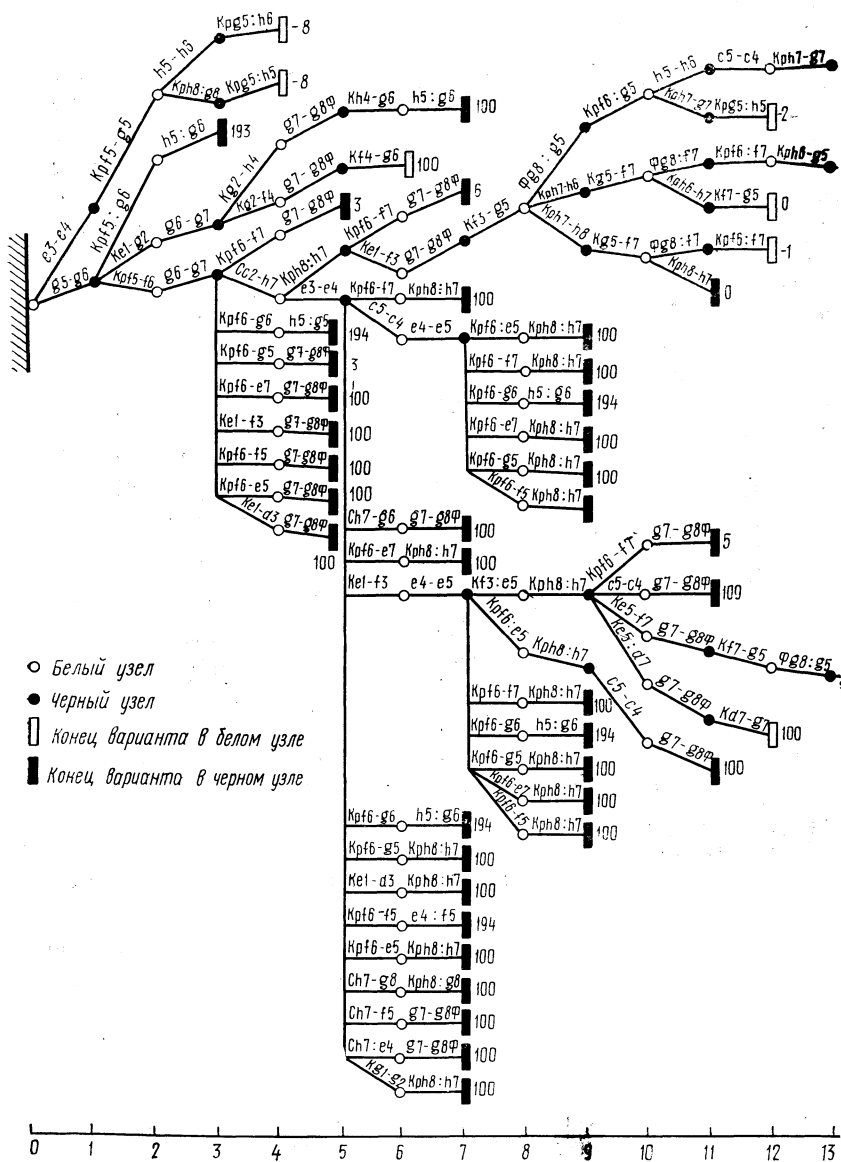 h5-h6
Kpg5:h6
-8
Kph8:g8
Kpg5:h5
-8
e3-e4
Kpf5-g5
Kpf5:g6
h5:g6
193
g5-g6
Ke1-g2
g6-g7
Kg2-h4
g7-g8Ф
Kh4-g6
h5:g6
100
Kg2-f4
g7-g8Ф
Kf4-g6
100
Kpf5-f6
g6-g7
Kpf6-f7
g7-g8Ф
3
Cc2-h7
Kph8:h7
Kpf6-f7
g7-g8Ф
6
Ke1-f3
g7-g8Ф
Kf3-g5
Фg8:g5
Kpf6:g5
h5-h6
c5-c4
Kph7-g7
Kph7-g7
Kpg5:h5
-2
Kph7-h6
Kg5-f7
Фg8:f7
Kpf6:f7
Kph6-g5
Kph6-h7
Kf7-g5
0
Kph7-h8
Kg5-f7
Фg8:f7
Kpf6:f7
-1
Kph8-h7
0
e3-e4
Kpf6-f7
Kph8:h7
100
c5-c4
e4-e5
Kpf6:e5
Kph8:h7
100
Kpf6-f7
Kph8:h7
100
Kpf6-g6
h5:g6
194
Kpf6-e7
Kph8:h7
100
Kpf6-g5
Kph8:h7
100
Kpf6-f5
Kph8:h7
Kpf6-g6
h5:g5
194
Kpf6-g5
g7-g8Ф
3
Kpf6-e7
g7-g8Ф
100
Ke1-f3
g7-g8Ф
100
Kpf6-f5
g7-g8Ф
100
Kpf6-e5
g7-g8Ф
100
Ke1-d3
g7-g8Ф
100
Ch7-g6
g7-g8Ф
100
Kpf6-e7
Kph8:h7
100
Ke1-f3
e4-e5
Kf3:e5
Kph8:h7
Kpf6-f7
g7-g8Ф
5
c5-c4
g7-g8Ф
100
Ke5-f7
g7-g8Ф
Kf7-g5
Фg8:g5
Ke5:d7
g7-g8Ф
Kd7-g7
100
Kpf6:e5
Kph8:h7
c5-c4
g7-g8Ф
100
Kpf6-f7
Kph8:h7
100
Kpf6-g6
h5:g6
194
Kpf6-g5
Kph8:h7
100
Kpf6-e7
Kph8:h7
100
Kpf6-f5
Kph8:h7
100
Белый узел
Черный узел
Конец варианта в белом узле
Конец варианта в черном узле
Kpf6-g6
h5:g6
194
Kpf6-g5
Kph8:h7
100
Ke1-d3
Kph8:h7
100
Kpf6-f5
e4:f5
194
Kpf6-e5
Kph8:h7
100
Ch7-g8
Kph8:g8
100
Ch7-f5
g7-g8Ф
100
Ch7:e4
g7-g8Ф
100
Kg1-g2
Kph8:h7
100
0 1 2 3 4 5 6 7 8 9 10 11 12 13